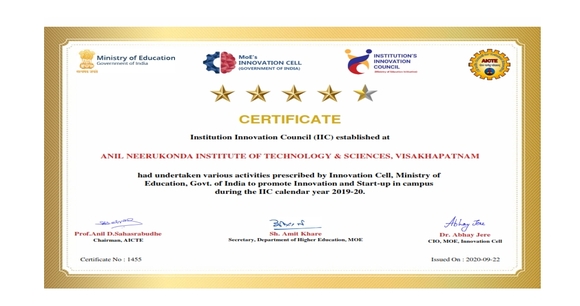 Ministry of Education
Government of India
MoE's
INNOVATION CELL
(GOVERNMENT OF INDIA)
INSTITUTION'S
INNOVATION
COUNCIL
(Ministry of Education Initiative)
AICTE
CERTIFICATE
Institution Innovation Council (IIC) established at
ANIL NEERUKONDA INSTITUTE OF TECHNOLOGY & SCIENCES, VISAKHAPATNAM
had undertaken various activities prescribed by Innovation Cell, Ministry of
Education, Govt. of India to promote Innovation and Start-up in campus
during the IIC calendar year 2019-20.
Prof.Anil D.Sahasrabudhe
Chairman, AICTE
Sh. Amit Khare
Secretary, Department of Higher Education, MOE
Abhay Jere
Dr. Abhay Jere
CIO, MOE, Innovation Cell
Certificate No : 1455
Issued On : 2020-09-22